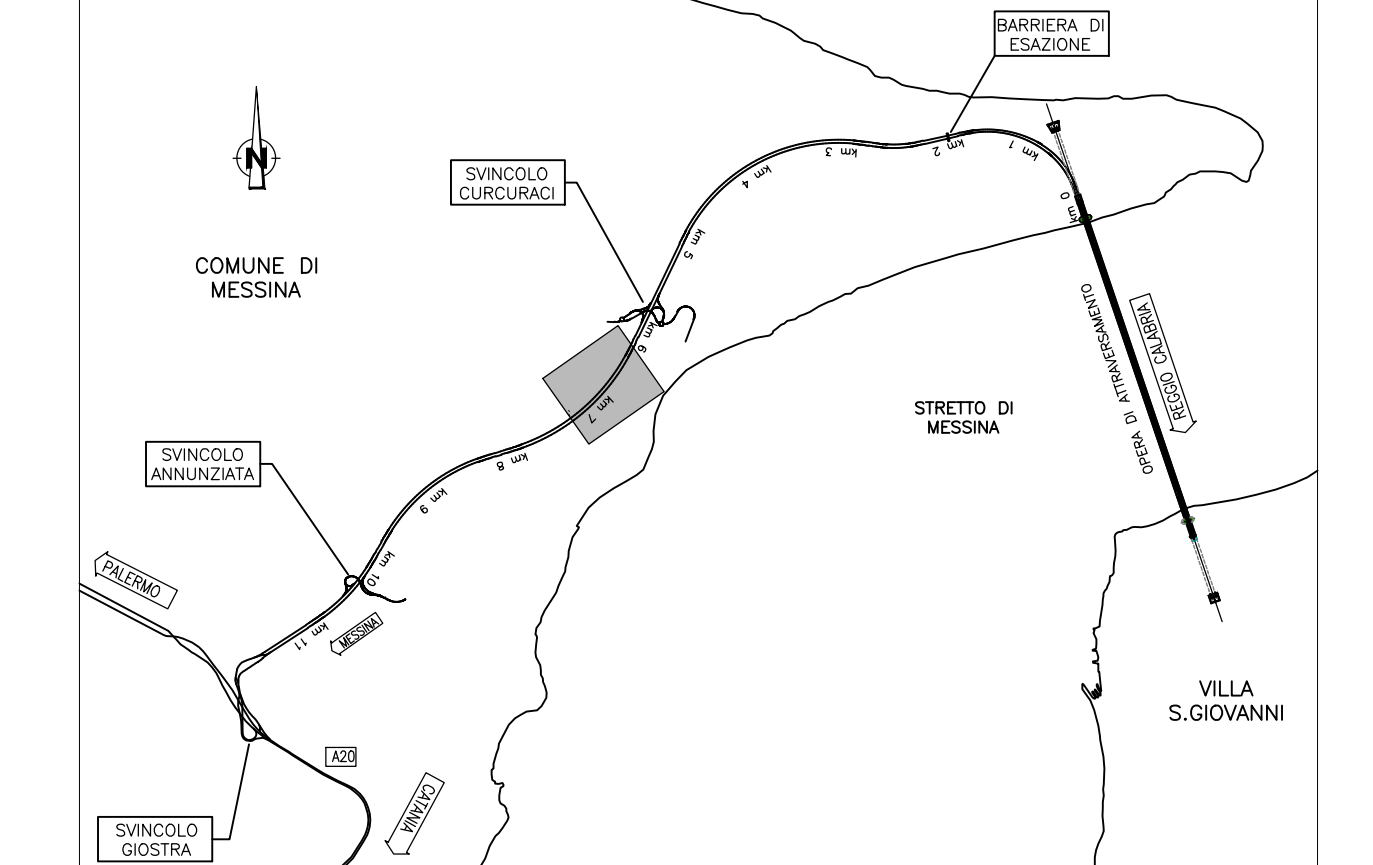 BARRIERA DI
ESAZIONE
N
SVINCOLO
CURCURACI
COMUNE DI
MESSINA
km 0
km 1
km 2
km 3
km 4
km 5
km 6
km 7
km 8
km 9
km 10
km 11
OPERA DI ATTRAVERSAMENTO
REGGIO CALABRIA
STRETTO DI
MESSINA
SVINCOLO
ANNUNZIATA
PALERMO
MESSINA
VILLA
S.GIOVANNI
A20
CATANIA
SVINCOLO
GIOSTRA